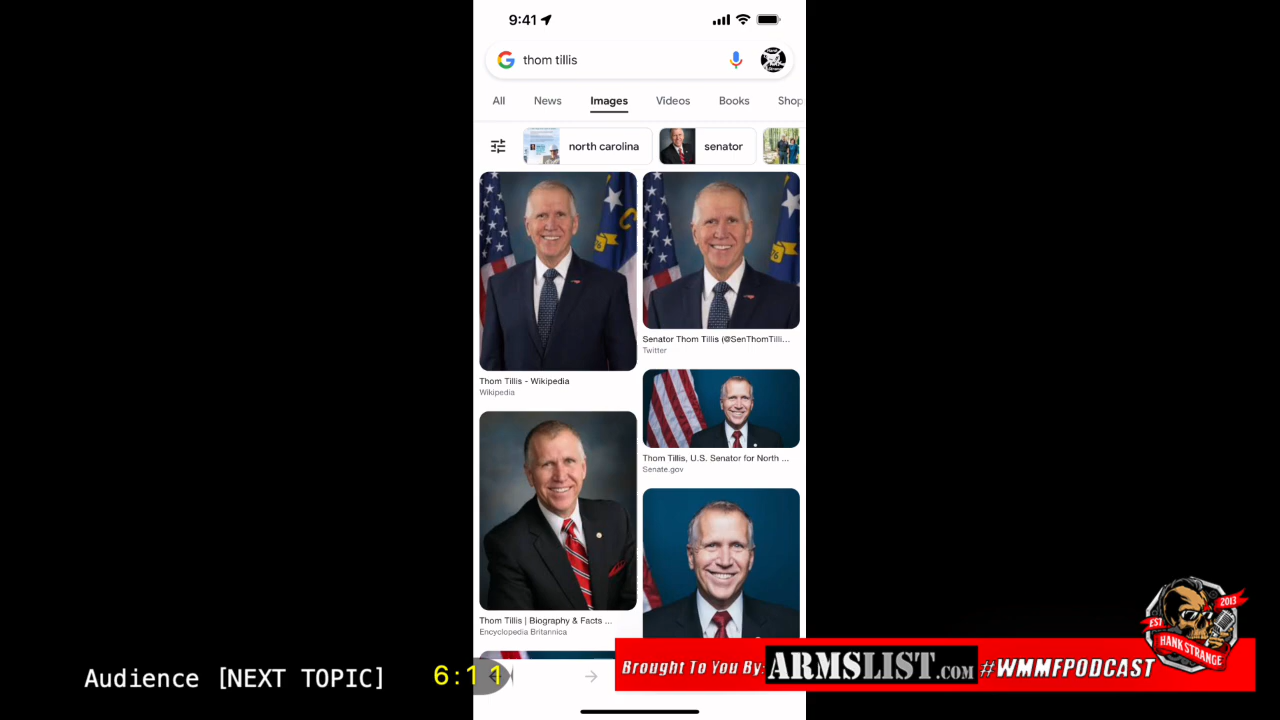 9:41
thom tillis
All News Images Videos Books Shop
north carolina senator
Thom Tillis - Wikipedia
Wikipedia
Senator Thom Tillis (@SenThomTilli...
Twitter
Thom Tillis, U.S. Senator for North ...
Senate.gov
Thom Tillis | Biography & Facts ...
Encyclopedia Britannica
Audience [NEXT TOPIC] 6:11
Brought To You By: ARMSLIST.com #WMMFPODCAST
EST 2013
HANK STRANGE